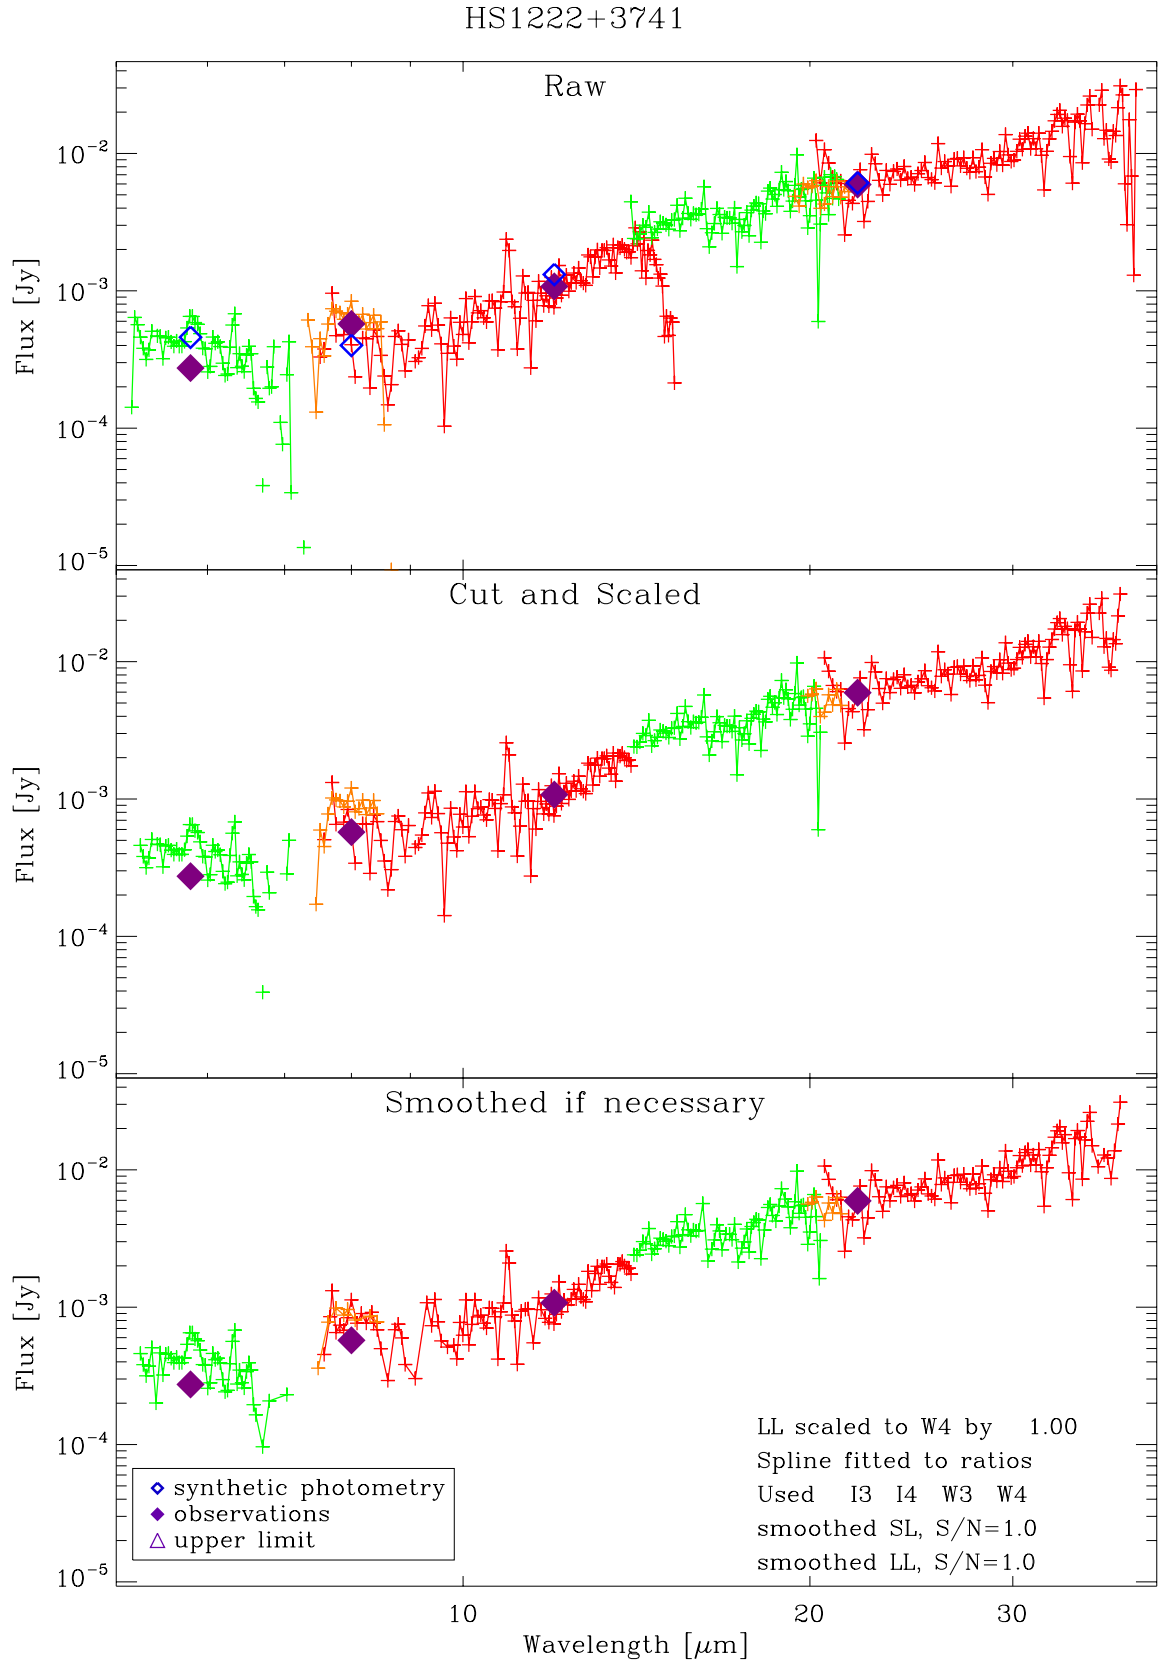 HS1222+3741
Raw
10⁻²
10⁻³
10⁻⁴
10⁻⁵
Flux [Jy]
Cut and Scaled
10⁻²
10⁻³
10⁻⁴
10⁻⁵
Flux [Jy]
Smoothed if necessary
10⁻²
10⁻³
10⁻⁴
10⁻⁵
Flux [Jy]
LL scaled to W4 by 1.00
Spline fitted to ratios
Used I3 I4 W3 W4
smoothed SL, S/N=1.0
smoothed LL, S/N=1.0
synthetic photometry
observations
upper limit
10 20 30
Wavelength [μm]